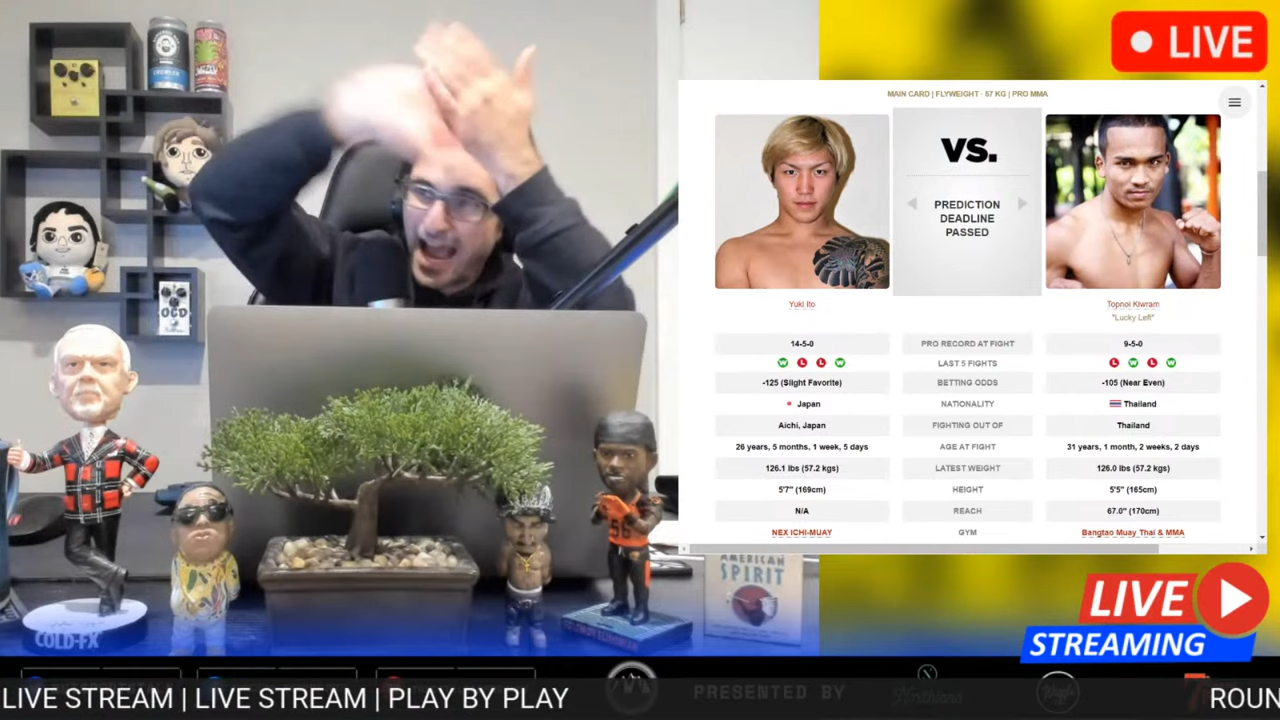 LIVE
MAIN CARD | FLYWEIGHT · 57 KG | PRO MMA
VS.
PREDICTION
DEADLINE
PASSED
Yuki Ito
Topnoi Kiwram
"Lucky Left"
14-5-0 PRO RECORD AT FIGHT 9-5-0
W L L W LAST 5 FIGHTS L W L W
-125 (Slight Favorite) BETTING ODDS -105 (Near Even)
Japan NATIONALITY Thailand
Aichi, Japan FIGHTING OUT OF Thailand
26 years, 5 months, 1 week, 5 days AGE AT FIGHT 31 years, 1 month, 2 weeks, 2 days
126.1 lbs (57.2 kgs) LATEST WEIGHT 126.0 lbs (57.2 kgs)
5'7" (169cm) HEIGHT 5'5" (165cm)
N/A REACH 67.0" (170cm)
NEX ICHI-MUAY GYM Bangtao Muay Thai & MMA
OCD
AMERICAN
SPIRIT
COLD-FX
LIVE
STREAMING
PRESENTED BY
Northland
LIVE STREAM | LIVE STREAM | PLAY BY PLAY
ROUN